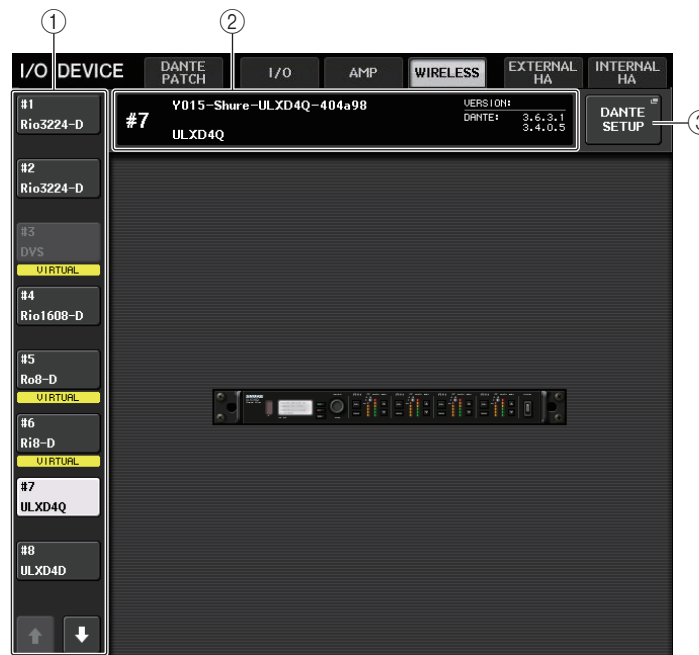 ① ②
I/O DEVICE
DANTE PATCH
I/O
AMP
WIRELESS
EXTERNAL HA
INTERNAL HA
#1
Rio3224-D
#7
Y015-Shure-ULXD4Q-404a98
ULXD4Q
VERSION:
DANTE: 3.6.3.1
3.4.0.5
DANTE SETUP
③
#2
Rio3224-D
#3
DVS
VIRTUAL
#4
Rio1608-D
#5
Ro8-D
VIRTUAL
#6
Ri8-D
VIRTUAL
#7
ULXD4Q
#8
ULXD4D